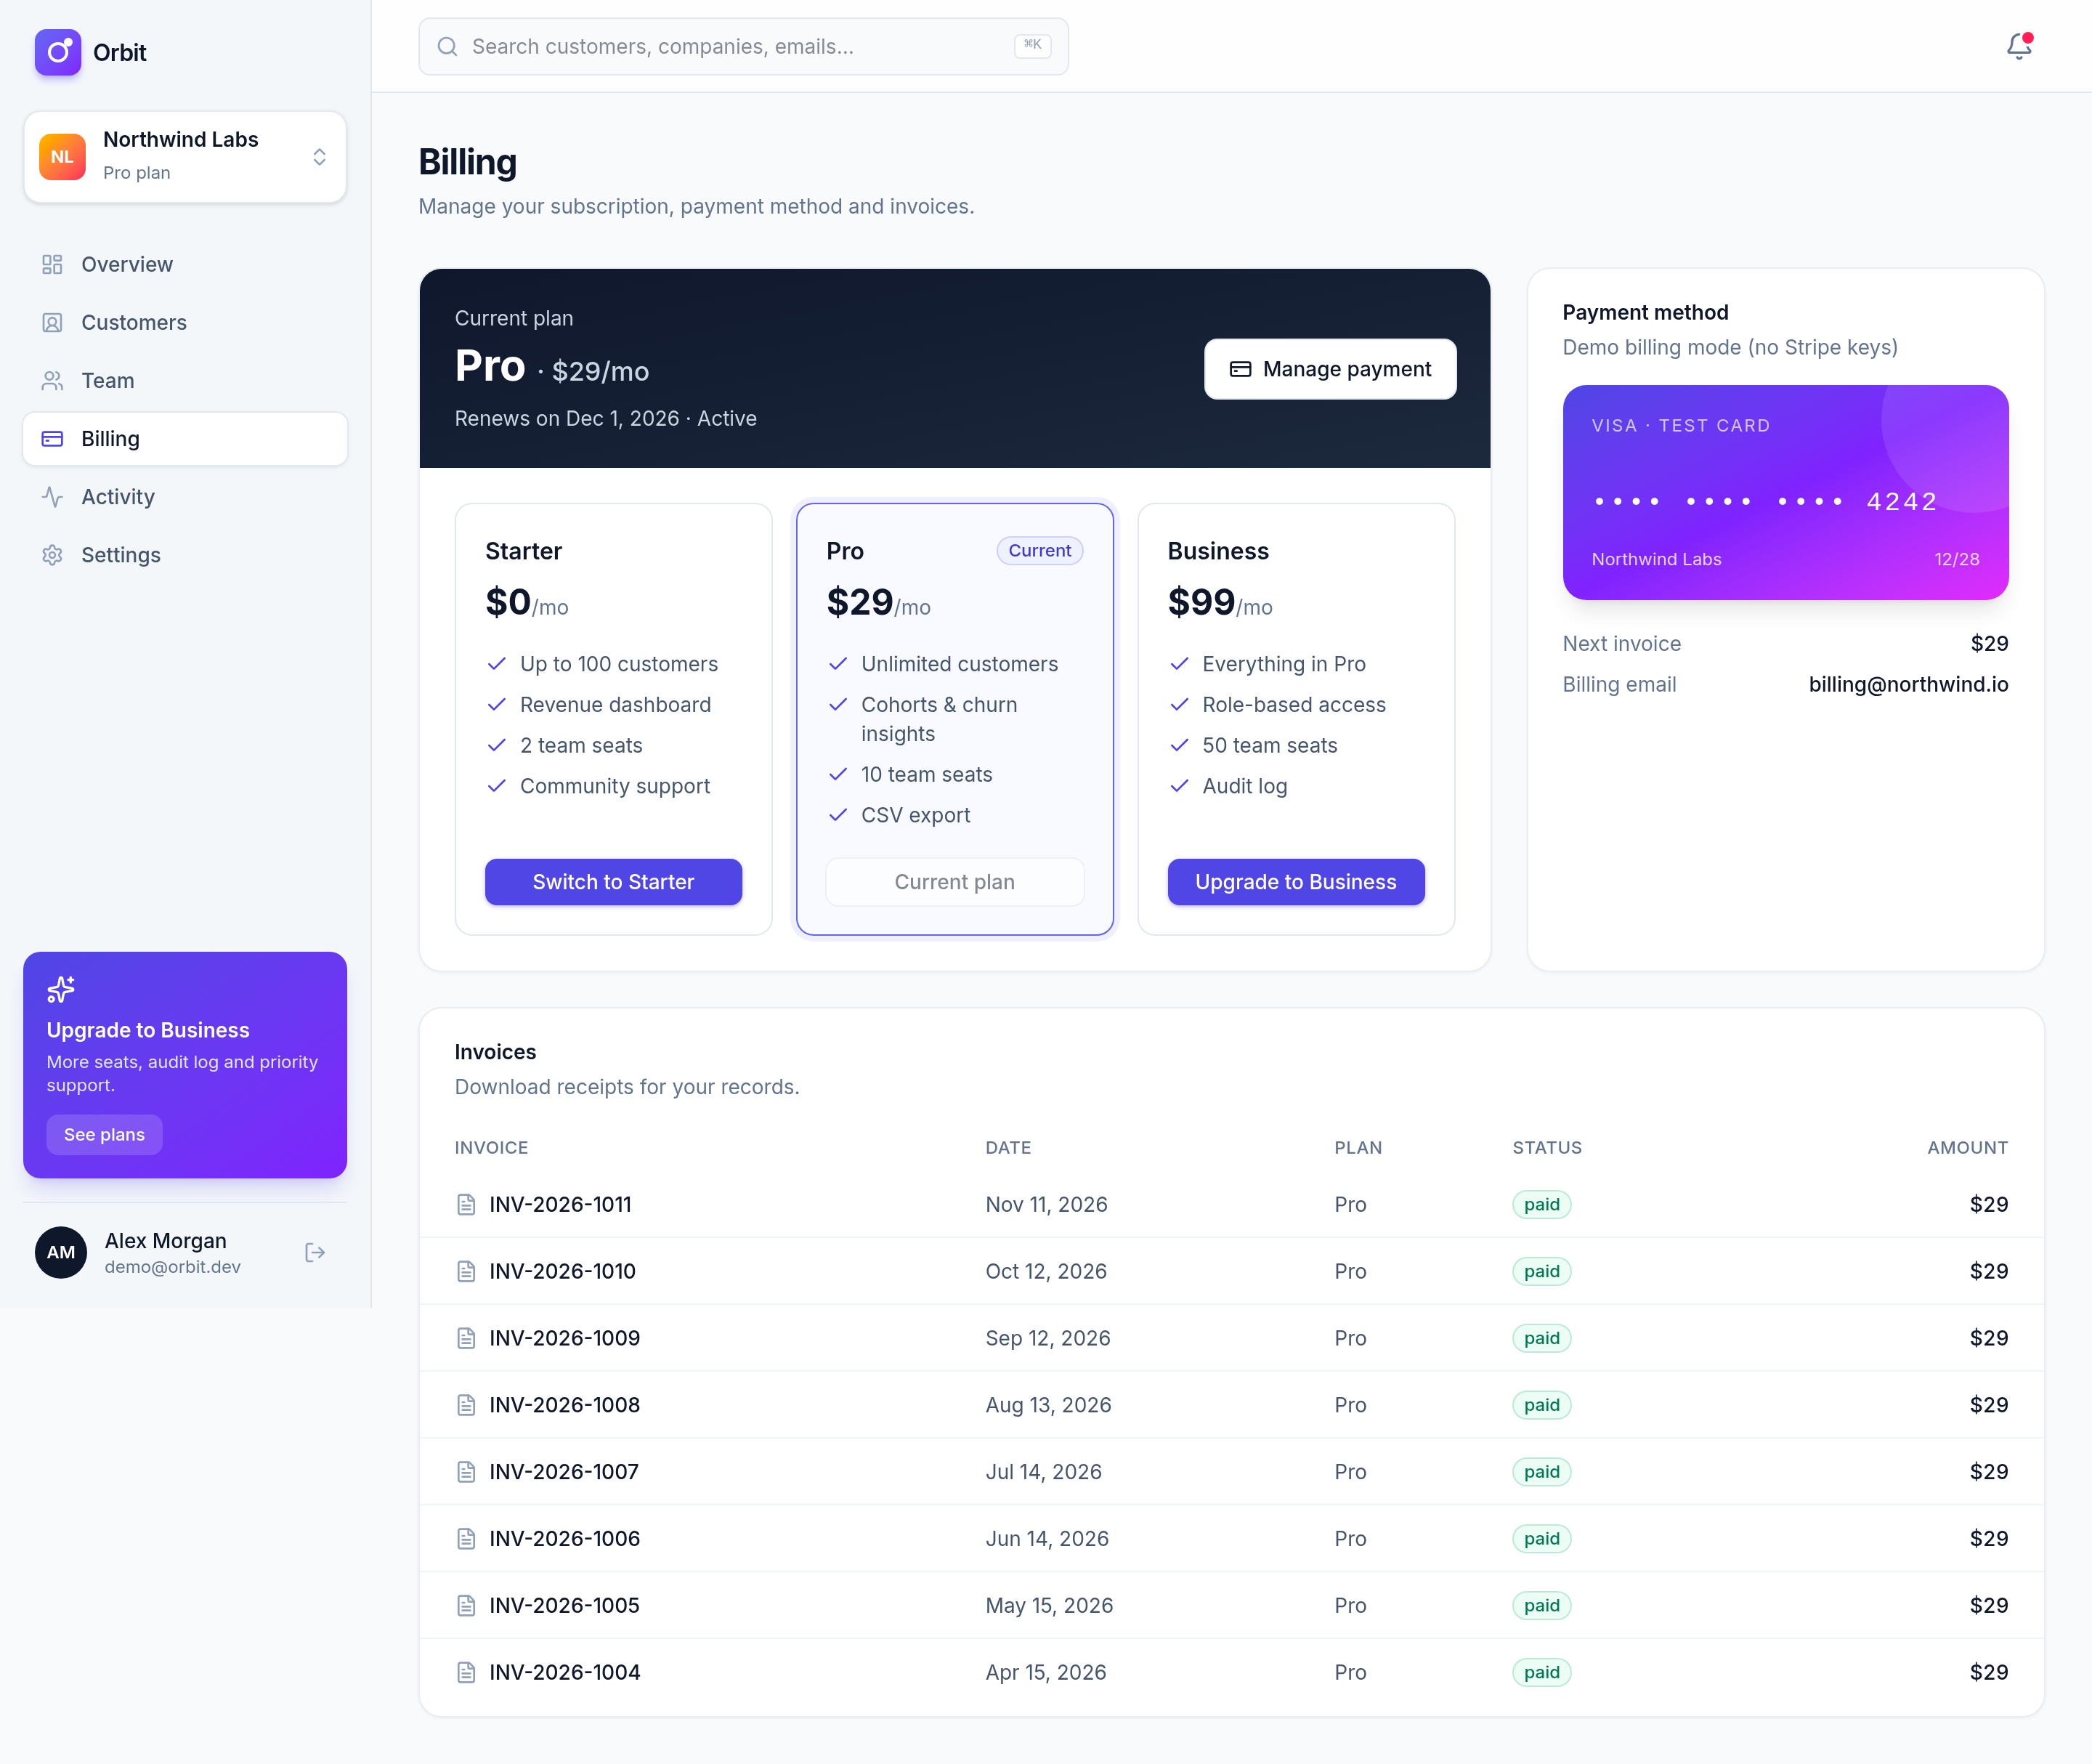 Orbit
NL
Northwind Labs
Pro plan
Overview
Customers
Team
Billing
Activity
Settings
Upgrade to Business
More seats, audit log and priority
support.
See plans
AM
Alex Morgan
demo@orbit.dev
Search customers, companies, emails...
⌘K
Billing
Manage your subscription, payment method and invoices.
Current plan
Pro · $29/mo
Renews on Dec 1, 2026 · Active
Manage payment
Starter
$0/mo
Up to 100 customers
Revenue dashboard
2 team seats
Community support
Switch to Starter
Pro
Current
$29/mo
Unlimited customers
Cohorts & churn
insights
10 team seats
CSV export
Current plan
Business
$99/mo
Everything in Pro
Role-based access
50 team seats
Audit log
Upgrade to Business
Payment method
Demo billing mode (no Stripe keys)
VISA · TEST CARD
•••• •••• •••• 4242
Northwind Labs 12/28
Next invoice $29
Billing email billing@northwind.io
Invoices
Download receipts for your records.
INVOICE DATE PLAN STATUS AMOUNT
INV-2026-1011 Nov 11, 2026 Pro paid $29
INV-2026-1010 Oct 12, 2026 Pro paid $29
INV-2026-1009 Sep 12, 2026 Pro paid $29
INV-2026-1008 Aug 13, 2026 Pro paid $29
INV-2026-1007 Jul 14, 2026 Pro paid $29
INV-2026-1006 Jun 14, 2026 Pro paid $29
INV-2026-1005 May 15, 2026 Pro paid $29
INV-2026-1004 Apr 15, 2026 Pro paid $29